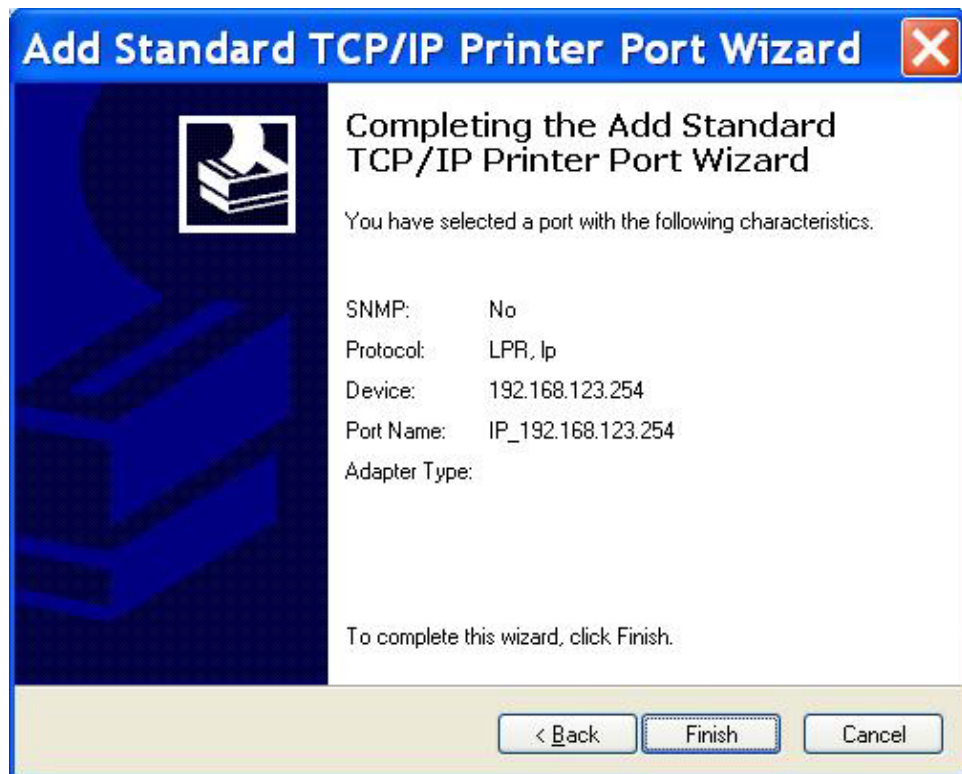 Add Standard TCP/IP Printer Port Wizard
Completing the Add Standard
TCP/IP Printer Port Wizard
You have selected a port with the following characteristics.
SNMP: No
Protocol: LPR, lp
Device: 192.168.123.254
Port Name: IP_192.168.123.254
Adapter Type:
To complete this wizard, click Finish.
< Back Finish Cancel